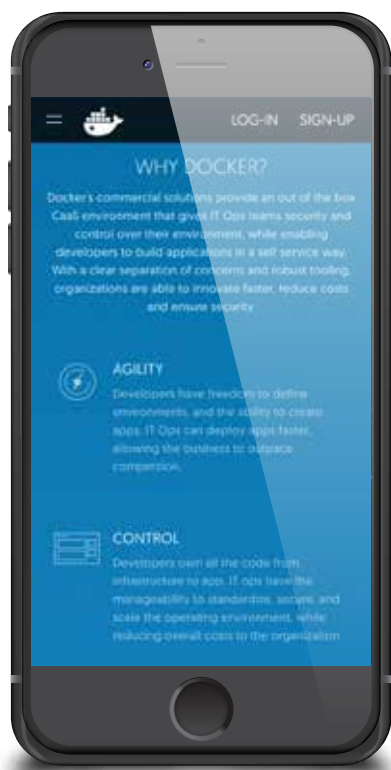 LOG-IN SIGN-UP
WHY DOCKER?
Docker's commercial solutions provide an out of the box
CaaS environment that gives IT Ops teams security and
control over their environment, while enabling
developers to build applications in a self service way.
With a clear separation of concerns and robust tooling,
organizations are able to innovate faster, reduce costs
and ensure security
AGILITY
Developers have freedom to define
environments, and the ability to create
apps. IT Ops can deploy apps faster,
allowing the business to outpace
competition.
CONTROL
Developers own all the code from
infrastructure to app. IT ops have the
manageability to standardize, secure, and
scale the operating environment, while
reducing overall costs to the organization